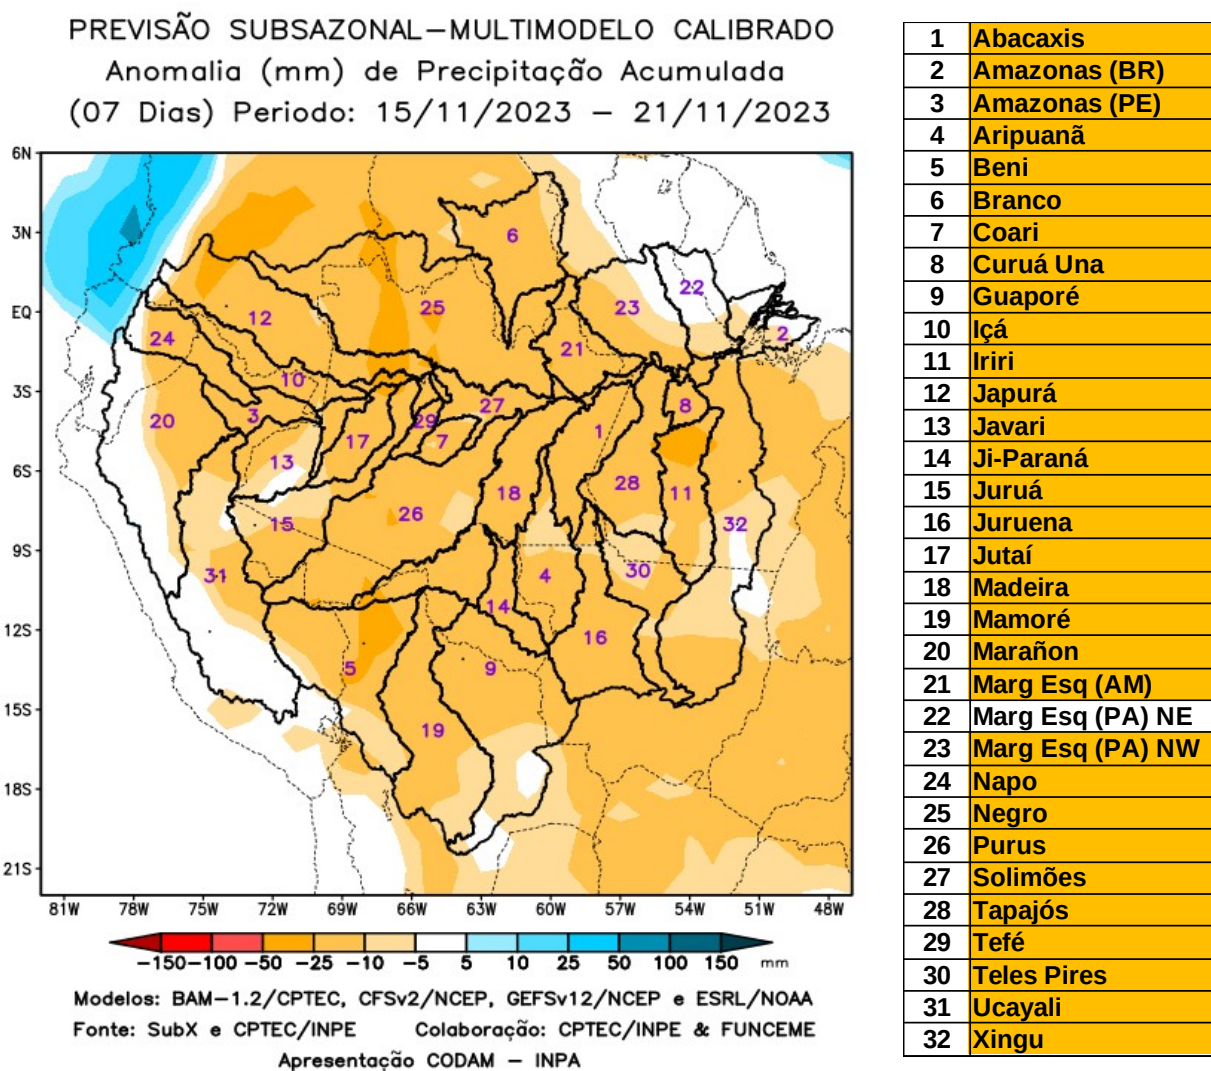 PREVISÃO SUBSAZONAL–MULTIMODELO CALIBRADO
Anomalia (mm) de Precipitação Acumulada
(07 Dias) Periodo: 15/11/2023 – 21/11/2023
6N
3N
EQ
3S
6S
9S
12S
15S
18S
21S
81W 78W 75W 72W 69W 66W 63W 60W 57W 54W 51W 48W
6
22
23
25
12
2
24
21
10
27
8
3
29
20
1
17
7
13
28
18
11
26
15
32
30
31
4
14
16
5
9
19
-150 -100 -50 -25 -10 -5 5 10 25 50 100 150 mm
Modelos: BAM–1.2/CPTEC, CFSv2/NCEP, GEFSv12/NCEP e ESRL/NOAA
Fonte: SubX e CPTEC/INPE Colaboração: CPTEC/INPE & FUNCEME
Apresentação CODAM – INPA
1 Abacaxis
2 Amazonas (BR)
3 Amazonas (PE)
4 Aripuanã
5 Beni
6 Branco
7 Coari
8 Curuá Una
9 Guaporé
10 Içá
11 Iriri
12 Japurá
13 Javari
14 Ji-Paraná
15 Juruá
16 Juruena
17 Jutaí
18 Madeira
19 Mamoré
20 Marañon
21 Marg Esq (AM)
22 Marg Esq (PA) NE
23 Marg Esq (PA) NW
24 Napo
25 Negro
26 Purus
27 Solimões
28 Tapajós
29 Tefé
30 Teles Pires
31 Ucayali
32 Xingu